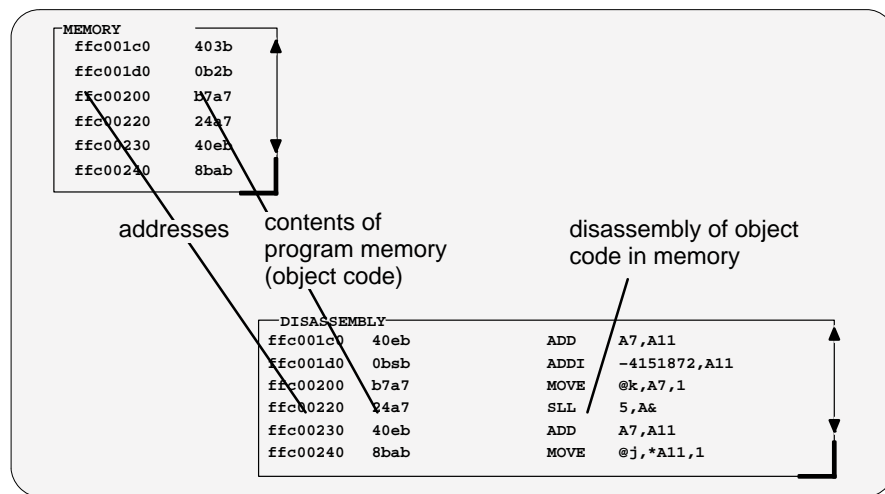 MEMORY
ffc001c0 403b
ffc001d0 0b2b
ffc00200 b7a7
ffc00220 24a7
ffc00230 40eb
ffc00240 8bab
addresses
contents of
program memory
(object code)
disassembly of object
code in memory
DISASSEMBLY
ffc001c0 40eb ADD A7,A11
ffc001d0 0bsb ADDI –4151872,A11
ffc00200 b7a7 MOVE @k,A7,1
ffc00220 24a7 SLL 5,A&
ffc00230 40eb ADD A7,A11
ffc00240 8bab MOVE @j,*A11,1